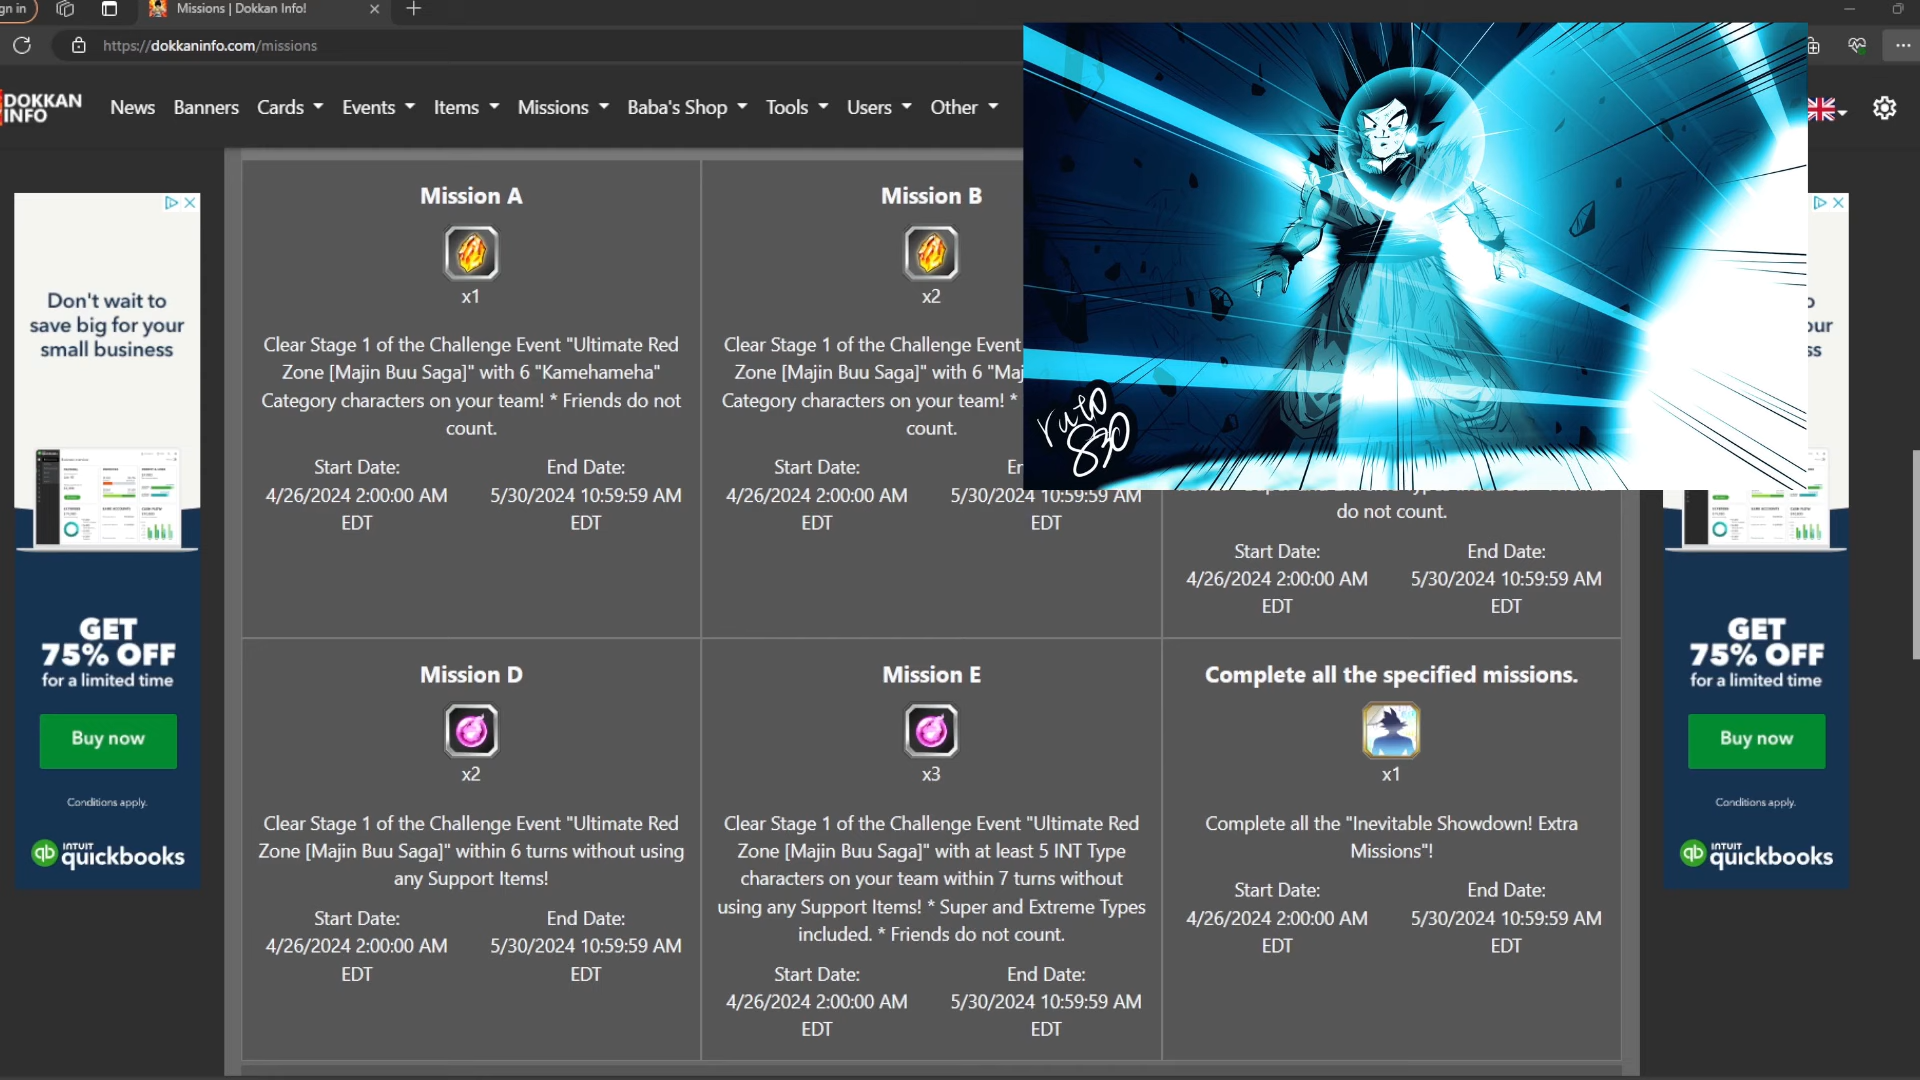 gn in
Missions | Dokkan Info!
https://dokkaninfo.com/missions
DOKKAN
INFO
News
Banners
Cards
Events
Items
Missions
Baba's Shop
Tools
Users
Other
Mission A
x1
Clear Stage 1 of the Challenge Event "Ultimate Red
Zone [Majin Buu Saga]" with 6 "Kamehameha"
Category characters on your team! * Friends do not
count.
Start Date:
4/26/2024 2:00:00 AM
EDT
End Date:
5/30/2024 10:59:59 AM
EDT
Mission B
x2
Clear Stage 1 of the Challenge Event
Zone [Majin Buu Saga]" with 6 "Maj
Category characters on your team! *
count.
Start Date:
4/26/2024 2:00:00 AM
EDT
En
5/30/2024 10:59:59 AM
EDT
do not count.
Start Date:
4/26/2024 2:00:00 AM
EDT
End Date:
5/30/2024 10:59:59 AM
EDT
Mission D
x2
Clear Stage 1 of the Challenge Event "Ultimate Red
Zone [Majin Buu Saga]" within 6 turns without using
any Support Items!
Start Date:
4/26/2024 2:00:00 AM
EDT
End Date:
5/30/2024 10:59:59 AM
EDT
Mission E
x3
Clear Stage 1 of the Challenge Event "Ultimate Red
Zone [Majin Buu Saga]" with at least 5 INT Type
characters on your team within 7 turns without
using any Support Items! * Super and Extreme Types
included. * Friends do not count.
Start Date:
4/26/2024 2:00:00 AM
EDT
End Date:
5/30/2024 10:59:59 AM
EDT
Complete all the specified missions.
x1
Complete all the "Inevitable Showdown! Extra
Missions"!
Start Date:
4/26/2024 2:00:00 AM
EDT
End Date:
5/30/2024 10:59:59 AM
EDT
Don't wait to
save big for your
small business
GET
75% OFF
for a limited time
Buy now
Conditions apply.
qb INTUIT
quickbooks
ruto
830
o
our
ss
GET
75% OFF
for a limited time
Buy now
Conditions apply.
qb INTUIT
quickbooks